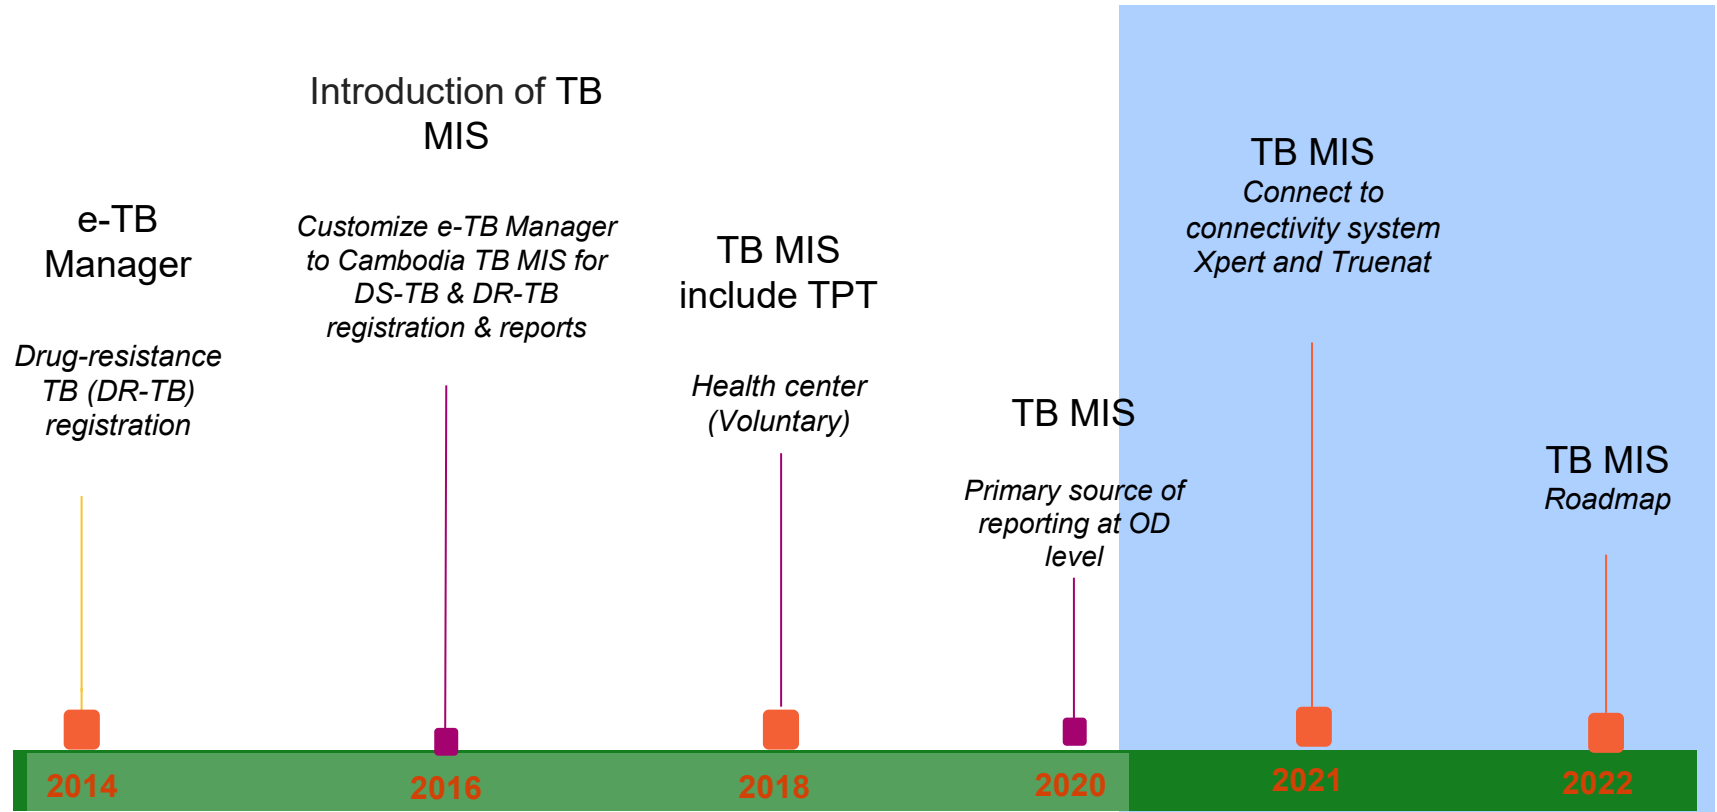 e-TB
Manager
Drug-resistance
TB (DR-TB)
registration
Introduction of TB
MIS
Customize e-TB Manager
to Cambodia TB MIS for
DS-TB & DR-TB
registration & reports
TB MIS
include TPT
Health center
(Voluntary)
TB MIS
Primary source of
reporting at OD
level
TB MIS
Connect to
connectivity system
Xpert and Truenat
TB MIS
Roadmap
2014
2016
2018
2020
2021
2022